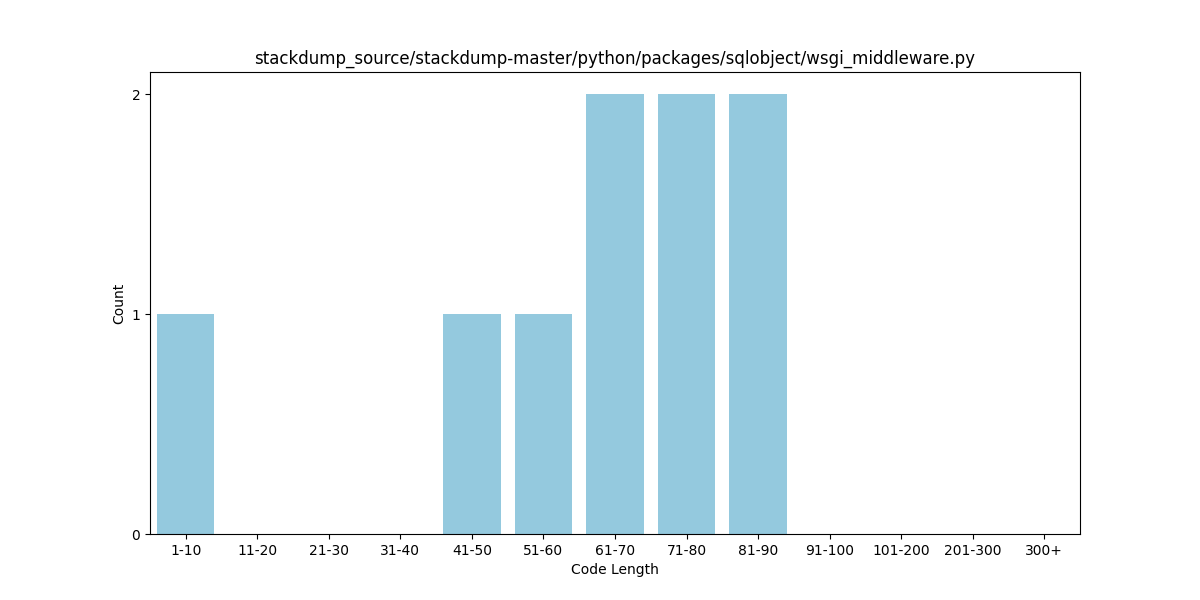 stackdump_source/stackdump-master/python/packages/sqlobject/wsgi_middleware.py
2
1
0
Count
1-10 11-20 21-30 31-40 41-50 51-60 61-70 71-80 81-90 91-100 101-200 201-300 300+
Code Length